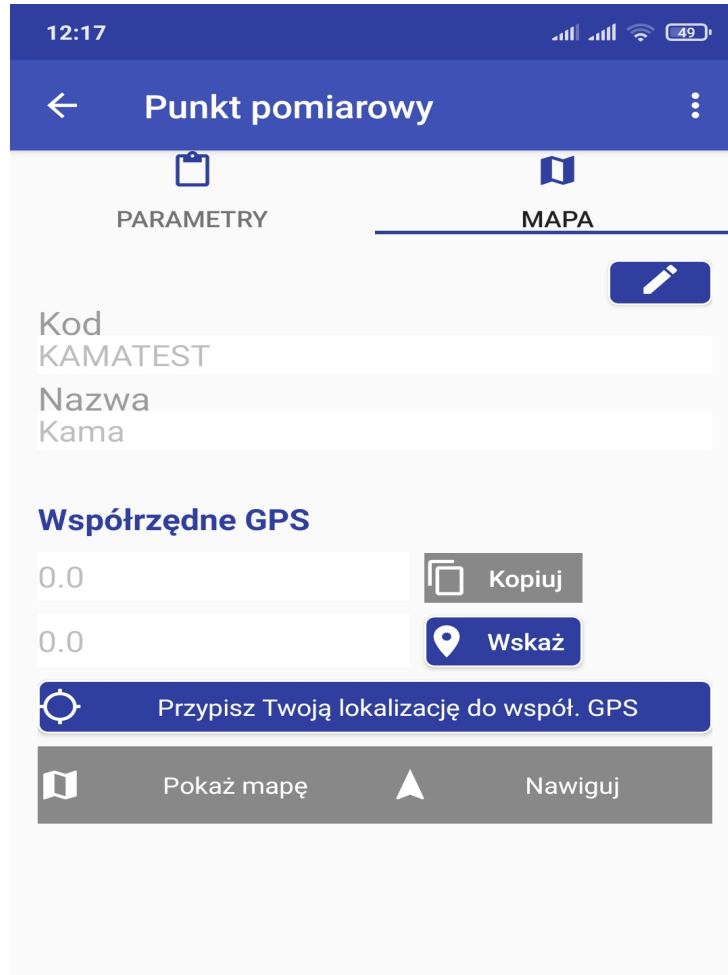 12:17
49
Punkt pomiarowy
PARAMETRY
MAPA
Kod
KAMATEST
Nazwa
Kama
Współrzędne GPS
0.0
Kopiuj
0.0
Wskaż
Przypisz Twoją lokalizację do współ. GPS
Pokaż mapę
Nawiguj